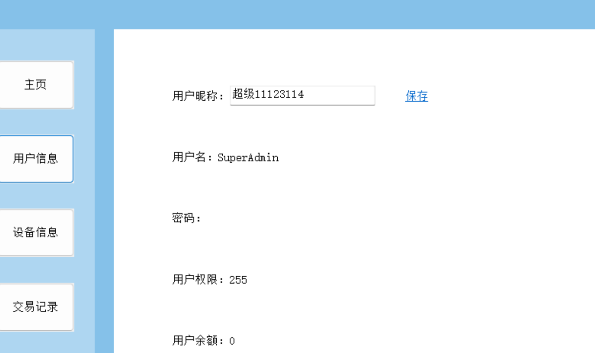 主页
用户信息
设备信息
交易记录
用户昵称：超级11123114 保存
用户名：SuperAdmin
密码：
用户权限：255
用户余额：0